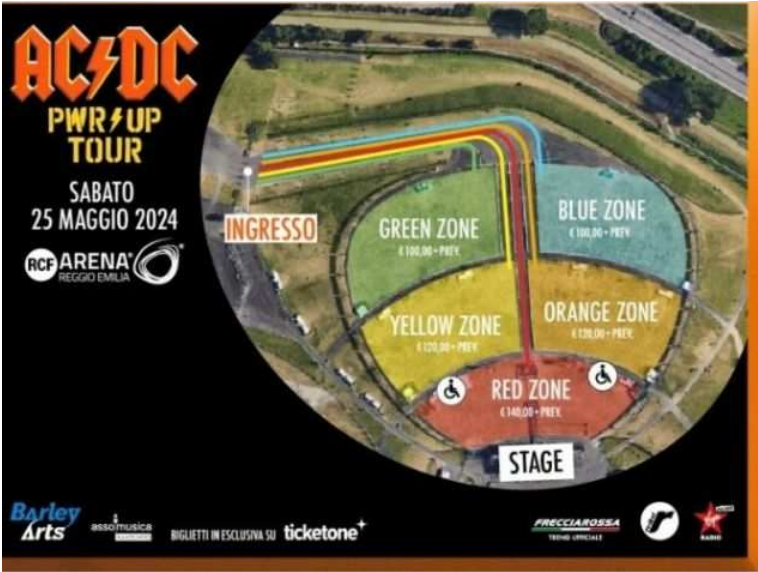 AC⚡DC
PWR⚡UP
TOUR
SABATO
25 MAGGIO 2024
RCF ARENA
REGGIO EMILIA
INGRESSO
GREEN ZONE
€100,00 + PREV.
BLUE ZONE
€100,00 + PREV.
YELLOW ZONE
€120,00 + PREV.
ORANGE ZONE
€120,00 + PREV.
RED ZONE
€140,00 + PREV.
STAGE
Barley
Arts
assomusica
BIGLIETTI IN ESCLUSIVA SU ticketone
FRECCIAROSSA
TRENO UFFICIALE
RADIO